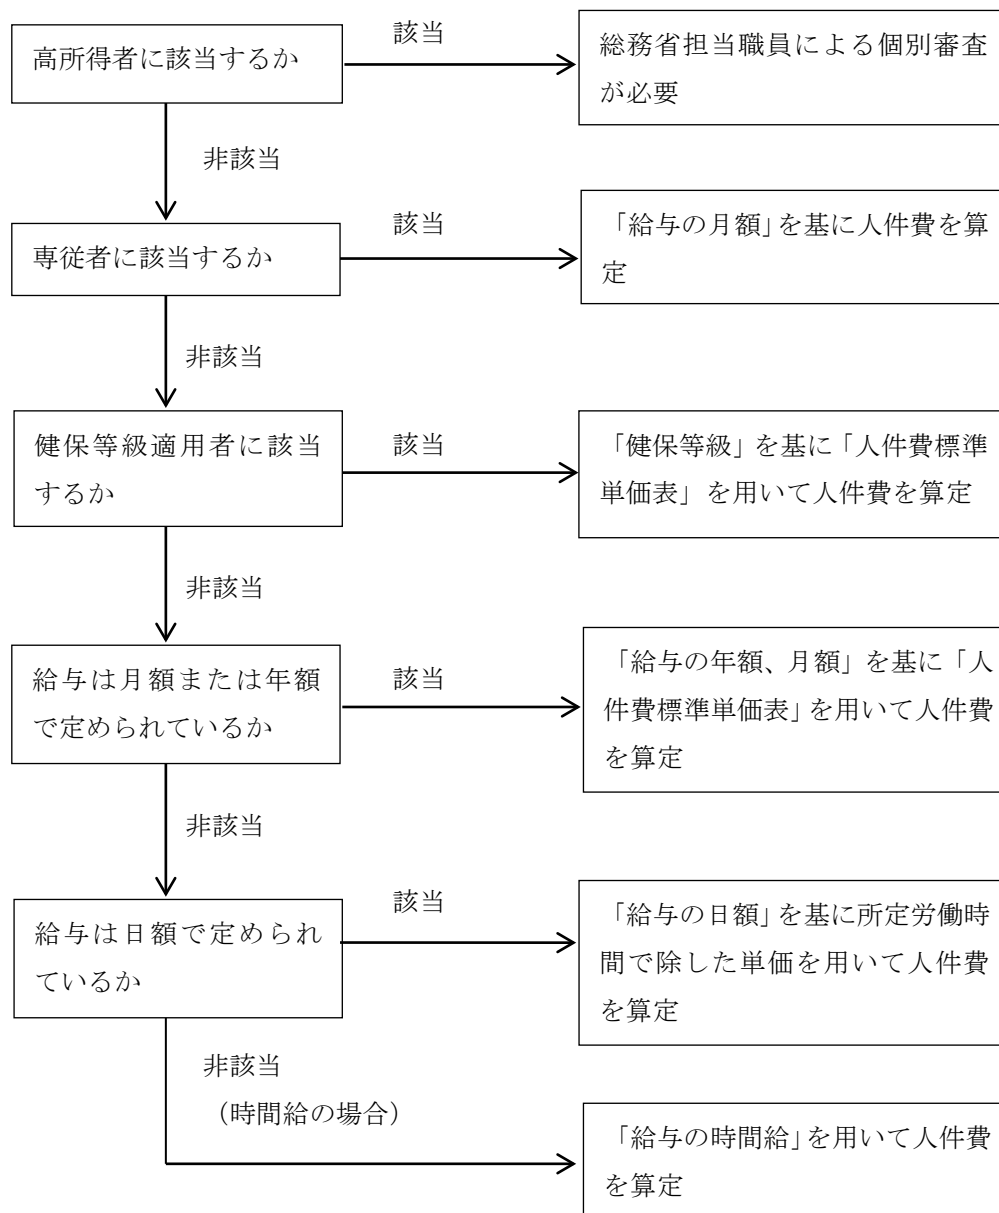 高所得者に該当するか
該当
総務省担当職員による個別審査
が必要
非該当
専従者に該当するか
該当
「給与の月額」を基に人件費を算
定
非該当
健保等級適用者に該当
するか
該当
「健保等級」を基に「人件費標準
単価表」を用いて人件費を算定
非該当
給与は月額または年額
で定められているか
該当
「給与の年額、月額」を基に「人
件費標準単価表」を用いて人件費
を算定
非該当
給与は日額で定められ
ているか
該当
「給与の日額」を基に所定労働時
間で除した単価を用いて人件費
を算定
非該当
（時間給の場合）
「給与の時間給」を用いて人件費
を算定